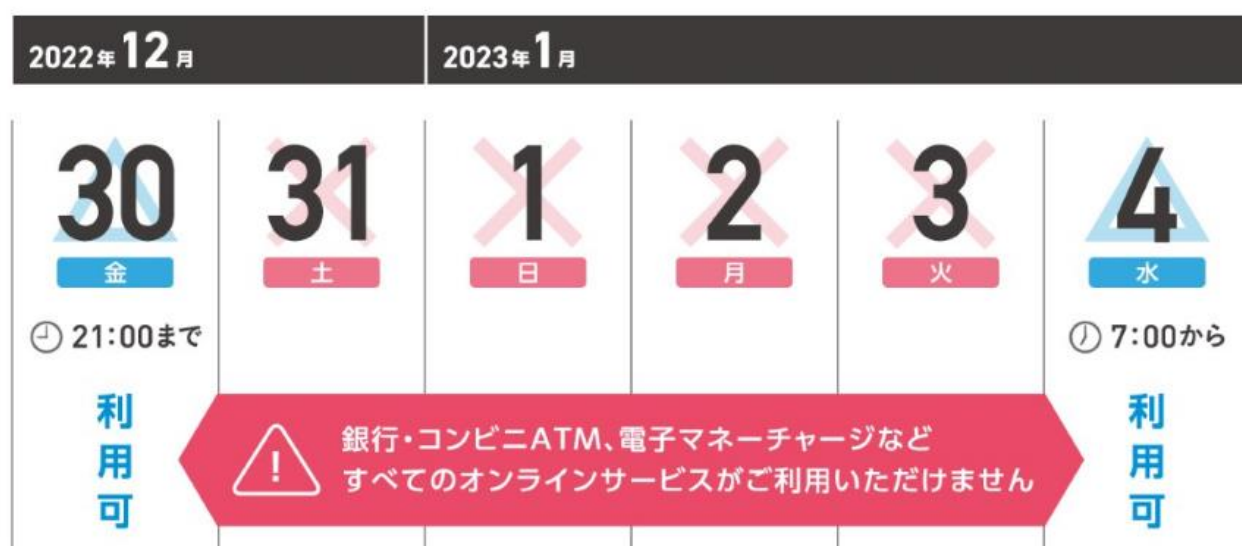 2022年12月
2023年1月
30
31
1
2
3
4
金
土
日
月
火
水
21:00まで
7:00から
利用可
銀行・コンビニATM、電子マネーチャージなど
すべてのオンラインサービスがご利用いただけません
利用可